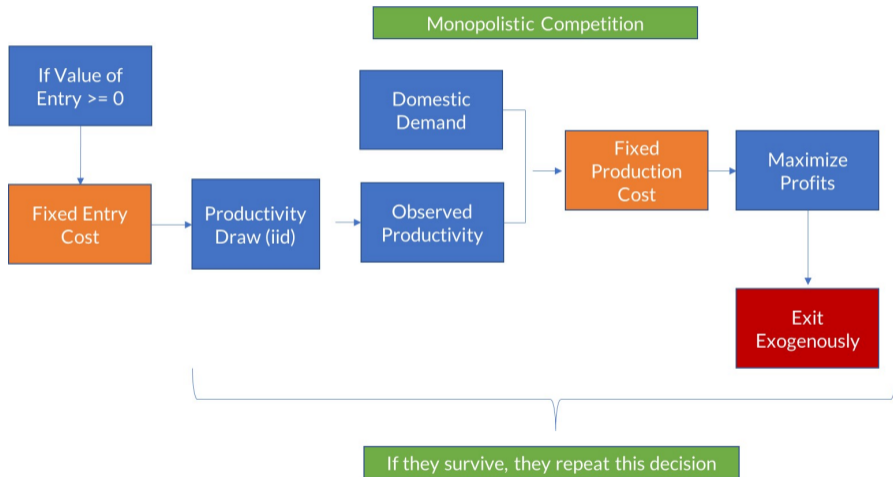 Monopolistic Competition
If Value of
Entry >= 0
Domestic
Demand
Fixed
Production
Cost
Maximize
Profits
Fixed Entry
Cost
Productivity
Draw (iid)
Observed
Productivity
Exit
Exogenously
If they survive, they repeat this decision